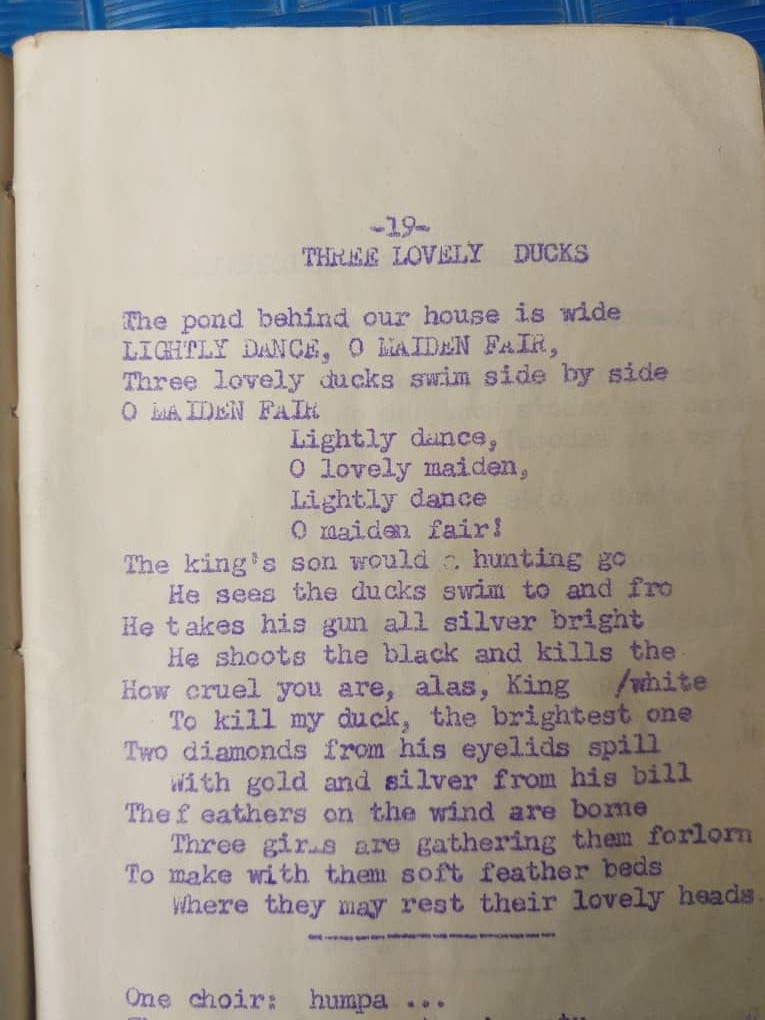 -19-
THREE LOVELY DUCKS
The pond behind our house is wide
LIGHTLY DANCE, O MAIDEN FAIR,
Three lovely ducks swim side by side
O MAIDEN FAIR
Lightly dance,
O lovely maiden,
Lightly dance
O maiden fair!
The king's son would a hunting go
He sees the ducks swim to and fro
He takes his gun all silver bright
He shoots the black and kills the
How cruel you are, alas, King /white
To kill my duck, the brightest one
Two diamonds from his eyelids spill
With gold and silver from his bill
Thef eathers on the wind are borne
Three girls are gathering them forlorn
To make with them soft feather beds
Where they may rest their lovely heads.
One choir: humpa ...